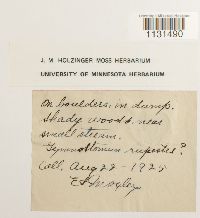 1131490
J. M. HOLZINGER MOSS HERBARIUM
UNIVERSITY OF MINNESOTA HERBARIUM
On boulders, in damp.
Shady woods near
small stream.
Gymnostomum rupestre?
Coll. Aug 22 - 1925